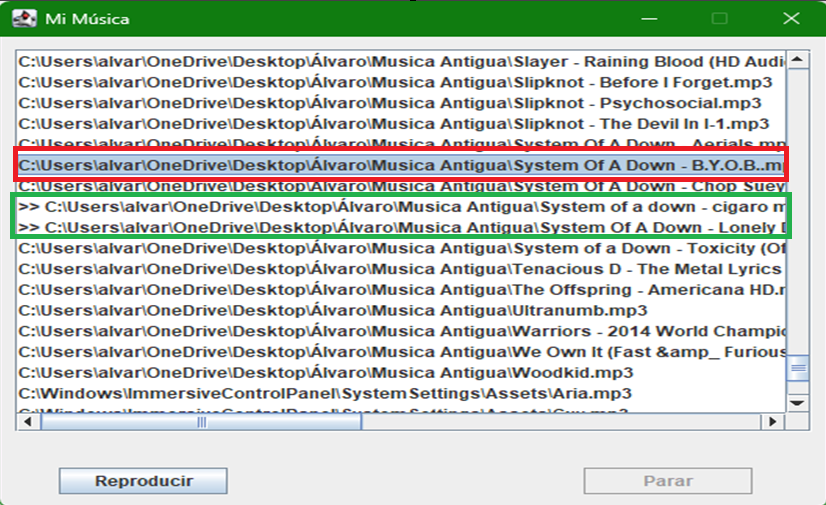 Mi Música
C:\Users\alvar\OneDrive\Desktop\Álvaro\Musica Antigua\Slayer - Raining Blood (HD Audio
C:\Users\alvar\OneDrive\Desktop\Álvaro\Musica Antigua\Slipknot - Before I Forget.mp3
C:\Users\alvar\OneDrive\Desktop\Álvaro\Musica Antigua\Slipknot - Psychosocial.mp3
C:\Users\alvar\OneDrive\Desktop\Álvaro\Musica Antigua\Slipknot - The Devil In I-1.mp3
C:\Users\alvar\OneDrive\Desktop\Álvaro\Musica Antigua\System Of A Down - Aerials.mp
C:\Users\alvar\OneDrive\Desktop\Álvaro\Musica Antigua\System Of A Down - B.Y.O.B..mp
C:\Users\alvar\OneDrive\Desktop\Álvaro\Musica Antigua\System Of A Down - Chop Suey
>> C:\Users\alvar\OneDrive\Desktop\Álvaro\Musica Antigua\System of a down - cigaro m
>> C:\Users\alvar\OneDrive\Desktop\Álvaro\Musica Antigua\System Of A Down - Lonely D
C:\Users\alvar\OneDrive\Desktop\Álvaro\Musica Antigua\System of a Down - Toxicity (Of
C:\Users\alvar\OneDrive\Desktop\Álvaro\Musica Antigua\Tenacious D - The Metal Lyrics
C:\Users\alvar\OneDrive\Desktop\Álvaro\Musica Antigua\The Offspring - Americana HD.m
C:\Users\alvar\OneDrive\Desktop\Álvaro\Musica Antigua\Ultranumb.mp3
C:\Users\alvar\OneDrive\Desktop\Álvaro\Musica Antigua\Warriors - 2014 World Champio
C:\Users\alvar\OneDrive\Desktop\Álvaro\Musica Antigua\We Own It (Fast &amp_ Furious
C:\Users\alvar\OneDrive\Desktop\Álvaro\Musica Antigua\Woodkid.mp3
C:\Windows\ImmersiveControlPanel\SystemSettings\Assets\Aria.mp3
C:\Windows\ImmersiveControlPanel\SystemSettings\Assets\Guy.mp3
Reproducir
Parar